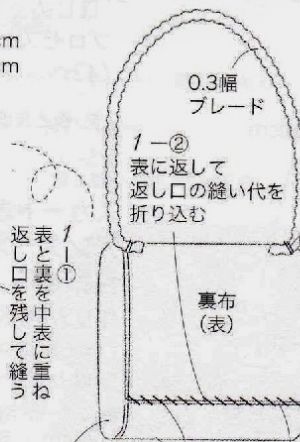 cm
m
0.3幅
ブレード
1－②
表に返して
返し口の縫い代を
折り込む
1－①
表と裏を中表に重ね
返し口を残して縫う
裏布
（表）